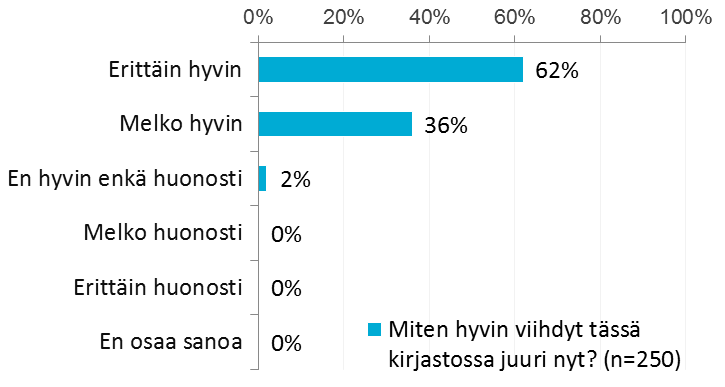 0% 20% 40% 60% 80% 100%
Erittäin hyvin 62%
Melko hyvin 36%
En hyvin enkä huonosti 2%
Melko huonosti 0%
Erittäin huonosti 0%
En osaa sanoa 0%
Miten hyvin viihdyt tässä
kirjastossa juuri nyt? (n=250)